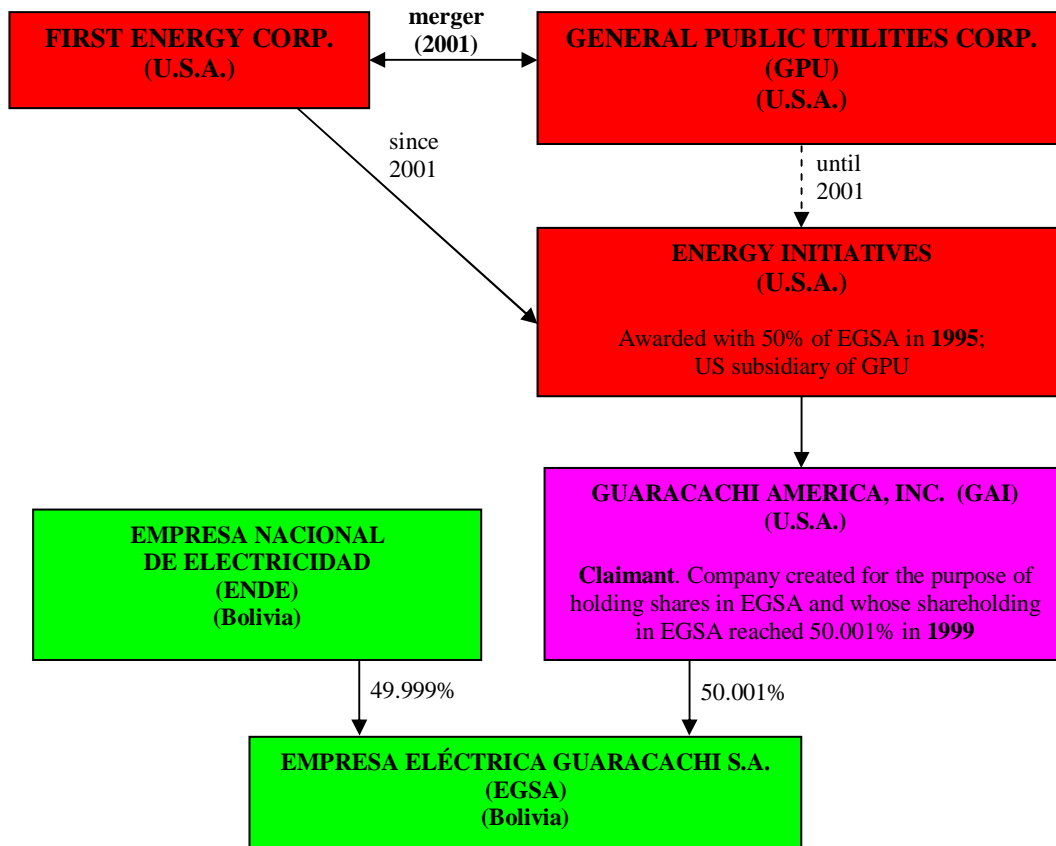 FIRST ENERGY CORP.
(U.S.A.)
merger
(2001)
GENERAL PUBLIC UTILITIES CORP.
(GPU)
(U.S.A.)
since
2001
until
2001
ENERGY INITIATIVES
(U.S.A.)
Awarded with 50% of EGSA in 1995;
US subsidiary of GPU
EMPRESA NACIONAL
DE ELECTRICIDAD
(ENDE)
(Bolivia)
GUARACACHI AMERICA, INC. (GAI)
(U.S.A.)
Claimant. Company created for the purpose of
holding shares in EGSA and whose shareholding
in EGSA reached 50.001% in 1999
49.999%
50.001%
EMPRESA ELÉCTRICA GUARACACHI S.A.
(EGSA)
(Bolivia)